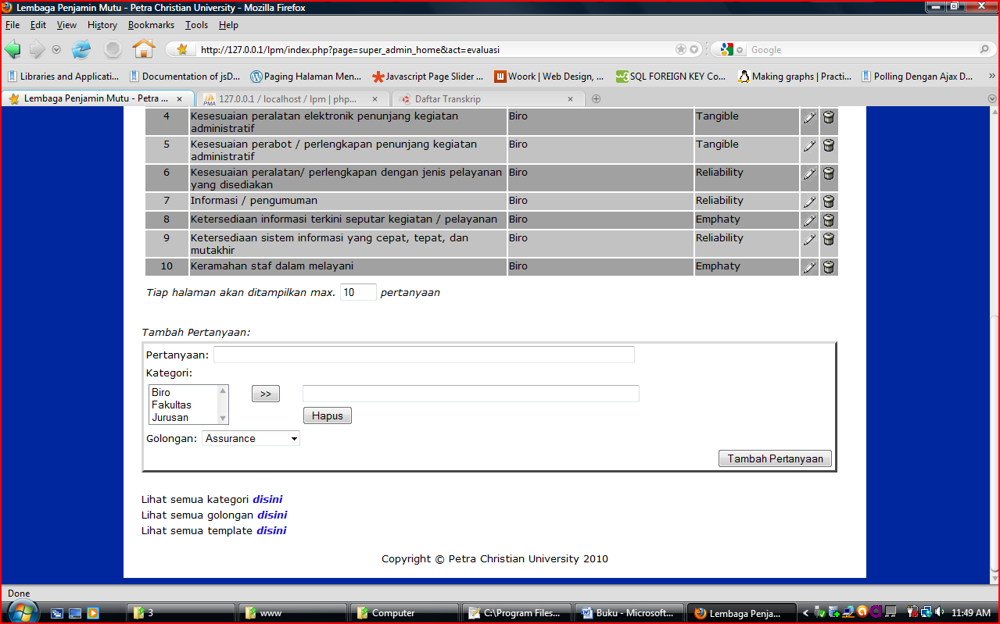 Lembaga Penjamin Mutu - Petra Christian University - Mozilla Firefox
File Edit View History Bookmarks Tools Help
http://127.0.0.1/lpm/index.php?page=super_admin_home&act=evaluasi
Google
Libraries and Applicati... Documentation of jsD... Paging Halaman Men... Javascript Page Slider ... Woork | Web Design, ... SQL FOREIGN KEY Co... Making graphs | Practi... Polling Dengan Ajax D... »
Lembaga Penjamin Mutu - Petra ... 127.0.0.1 / localhost / lpm | php... Daftar Transkrip
4 Kesesuaian peralatan elektronik penunjang kegiatan Biro Tangible
administratif
5 Kesesuaian perabot / perlengkapan penunjang kegiatan Biro Tangible
administratif
6 Kesesuaian peralatan/ perlengkapan dengan jenis pelayanan Biro Reliability
yang disediakan
7 Informasi / pengumuman Biro Reliability
8 Ketersediaan informasi terkini seputar kegiatan / pelayanan Biro Emphaty
9 Ketersediaan sistem informasi yang cepat, tepat, dan Biro Reliability
mutakhir
10 Keramahan staf dalam melayani Biro Emphaty
Tiap halaman akan ditampilkan max. 10 pertanyaan
Tambah Pertanyaan:
Pertanyaan:
Kategori:
Biro
Fakultas
Jurusan
>>
Hapus
Golongan: Assurance
Tambah Pertanyaan
Lihat semua kategori disini
Lihat semua golongan disini
Lihat semua template disini
Copyright © Petra Christian University 2010
Done
3 www Computer C:\Program Files... Buku - Microsoft... Lembaga Penja... 11:49 AM